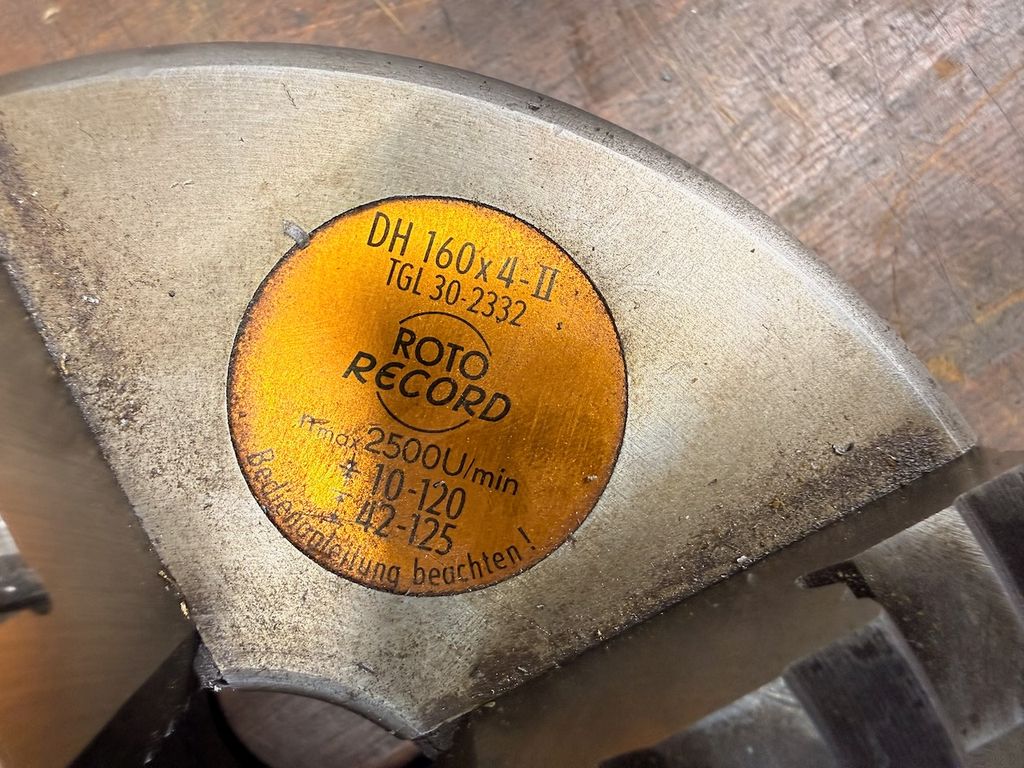 DH 160x4-II
TGL 30-2332
ROTO
RECORD
nmax 2500U/min
10-120
42-125
Bedienanleitung beachten!